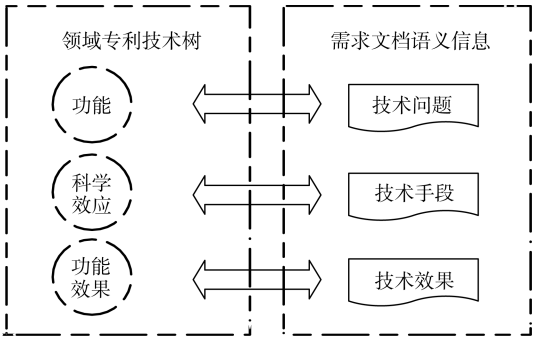 领域专利技术树
需求文档语义信息
功能
技术问题
科学
效应
技术手段
功能
效果
技术效果